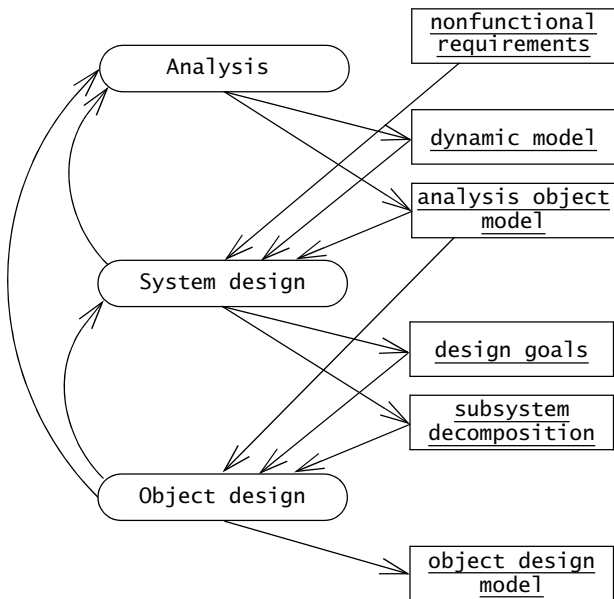 nonfunctional
requirements
Analysis
dynamic model
analysis object
model
System design
design goals
subsystem
decomposition
Object design
object design
model